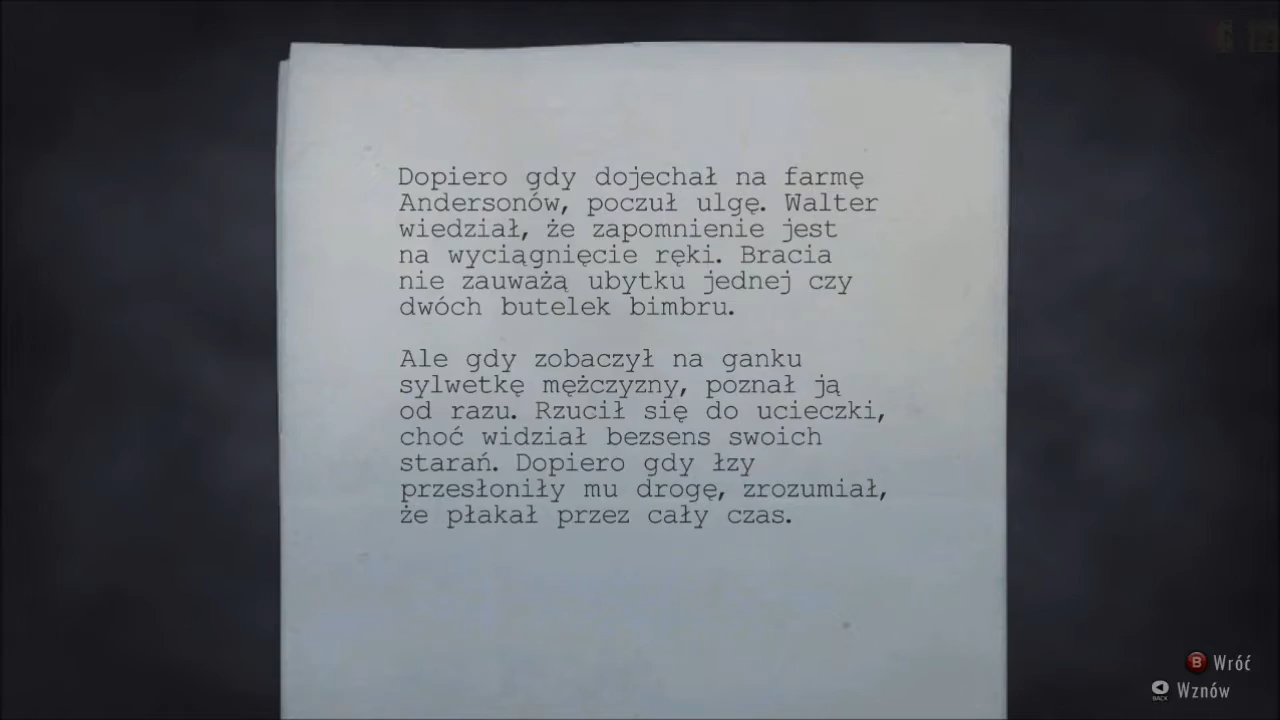 Dopiero gdy dojechał na farmę
Andersonów, poczuł ulgę. Walter
wiedział, że zapomnienie jest
na wyciągnięcie ręki. Bracia
nie zauważą ubytku jednej czy
dwóch butelek bimbru.
Ale gdy zobaczył na ganku
sylwetkę mężczyzny, poznał ją
od razu. Rzucił się do ucieczki,
choć widział bezsens swoich
starań. Dopiero gdy łzy
przesłoniły mu drogę, zrozumiał,
że płakał przez cały czas.
B Wróć
BACK Wznów